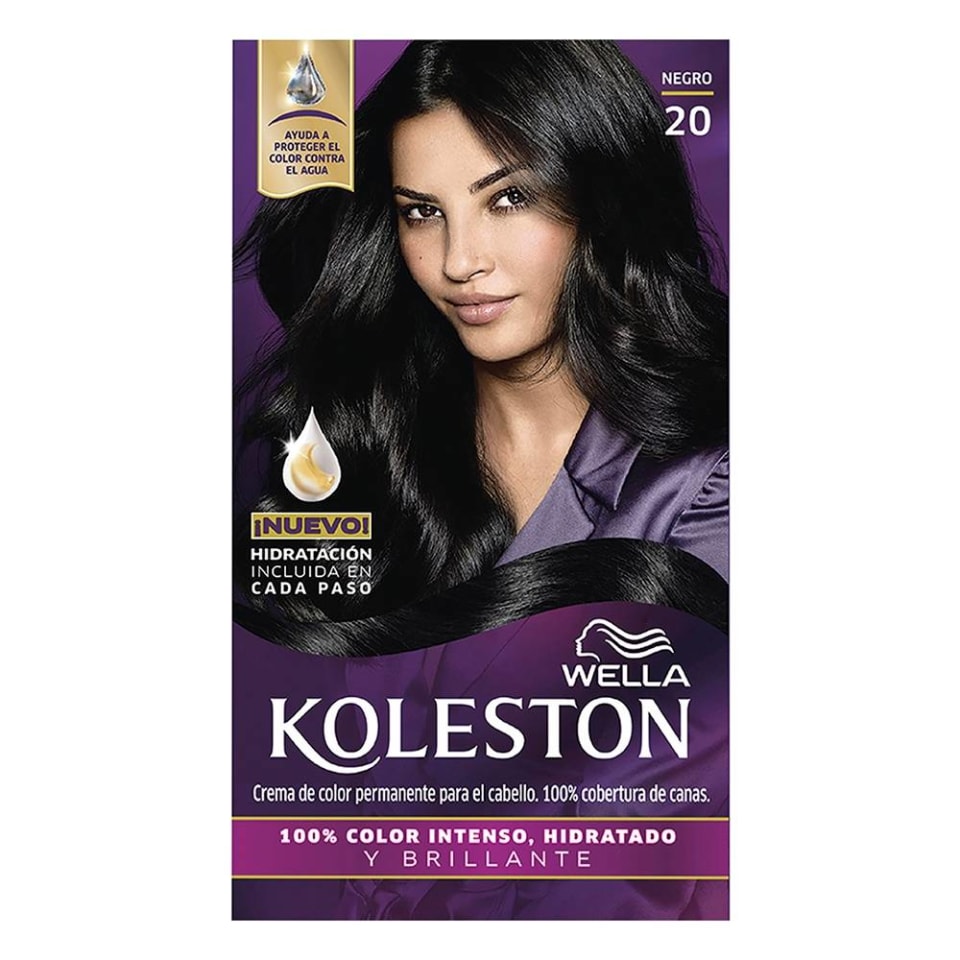 AYUDA A
PROTEGER EL
COLOR CONTRA
EL AGUA
NEGRO
20
¡NUEVO!
HIDRATACIÓN
INCLUIDA EN
CADA PASO
WELLA
KOLESTON
Crema de color permanente para el cabello. 100% cobertura de canas.
100% COLOR INTENSO, HIDRATADO
Y BRILLANTE